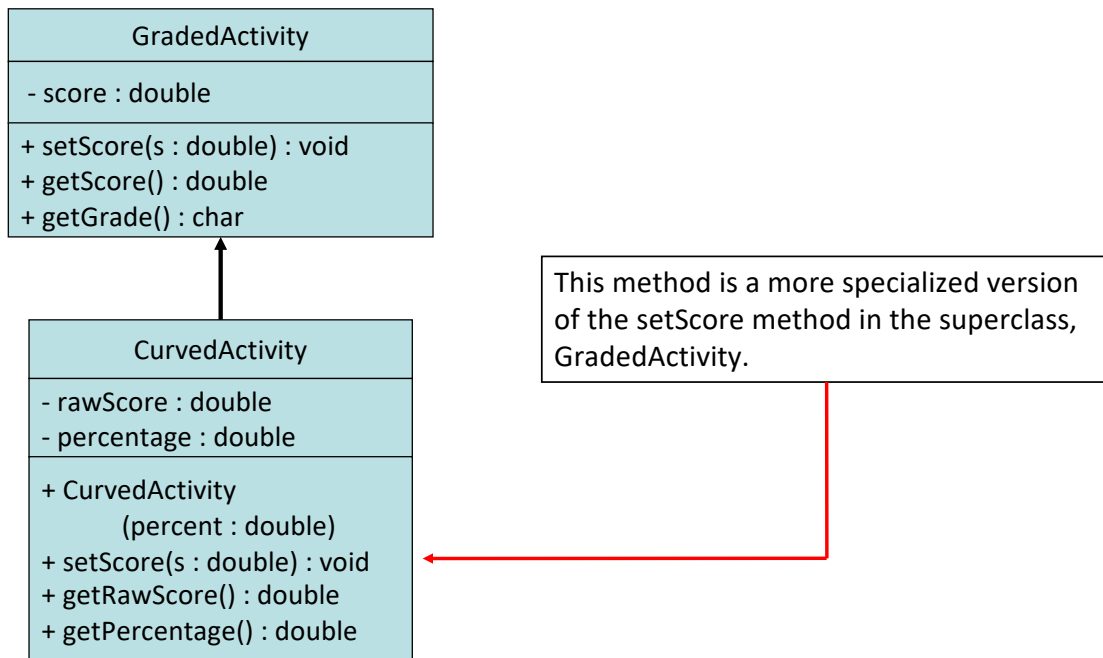 GradedActivity
- score : double
+ setScore(s : double) : void
+ getScore() : double
+ getGrade() : char
This method is a more specialized version
of the setScore method in the superclass,
GradedActivity.
CurvedActivity
- rawScore : double
- percentage : double
+ CurvedActivity
(percent : double)
+ setScore(s : double) : void
+ getRawScore() : double
+ getPercentage() : double